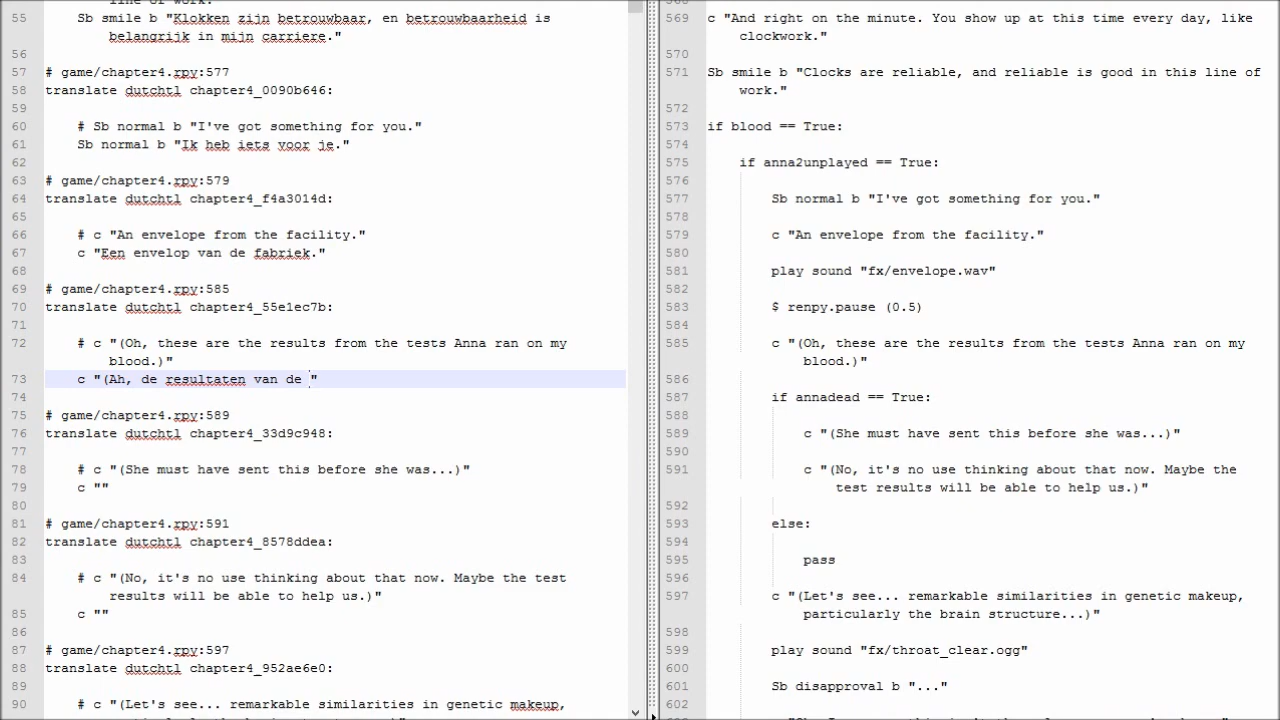 line of work."
Sb smile b "Klokken zijn betrouwbaar, en betrouwbaarheid is
belangrijk in mijn carriere."
56
57 # game/chapter4.rpy:577
58 translate dutchtl chapter4_0090b646:
59
60 # Sb normal b "I've got something for you."
61 Sb normal b "Ik heb iets voor je."
62
63 # game/chapter4.rpy:579
64 translate dutchtl chapter4_f4a3014d:
65
66 # c "An envelope from the facility."
67 c "Een envelop van de fabriek."
68
69 # game/chapter4.rpy:585
70 translate dutchtl chapter4_55e1ec7b:
71
72 # c "(Oh, these are the results from the tests Anna ran on my
blood.)"
73 c "(Ah, de resultaten van de "
74
75 # game/chapter4.rpy:589
76 translate dutchtl chapter4_33d9c948:
77
78 # c "(She must have sent this before she was...)"
79 c ""
80
81 # game/chapter4.rpy:591
82 translate dutchtl chapter4_8578ddea:
83
84 # c "(No, it's no use thinking about that now. Maybe the test
results will be able to help us.)"
85 c ""
86
87 # game/chapter4.rpy:597
88 translate dutchtl chapter4_952ae6e0:
89
90 # c "(Let's see... remarkable similarities in genetic makeup,
569 c "And right on the minute. You show up at this time every day, like
clockwork."
570
571 Sb smile b "Clocks are reliable, and reliable is good in this line of
work."
572
573 if blood == True:
574
575 if anna2unplayed == True:
576
577 Sb normal b "I've got something for you."
578
579 c "An envelope from the facility."
580
581 play sound "fx/envelope.wav"
582
583 $ renpy.pause (0.5)
584
585 c "(Oh, these are the results from the tests Anna ran on my
blood.)"
586
587 if annadead == True:
588
589 c "(She must have sent this before she was...)"
590
591 c "(No, it's no use thinking about that now. Maybe the
test results will be able to help us.)"
592
593 else:
594
595 pass
596
597 c "(Let's see... remarkable similarities in genetic makeup,
particularly the brain structure...)"
598
599 play sound "fx/throat_clear.ogg"
600
601 Sb disapproval b "..."
602